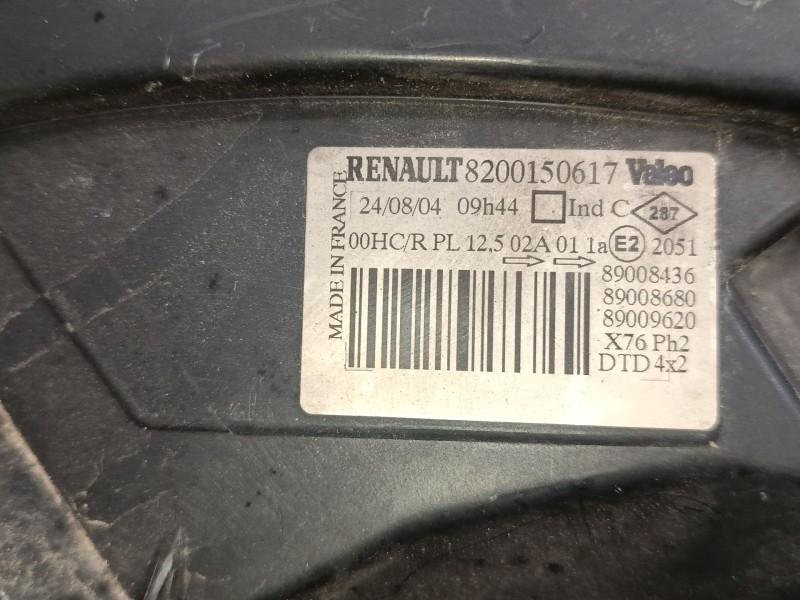 RENAULT 8200150617 Valeo
24/08/04 09h44 Ind C 287
00HC/R PL 12,5 02A 01 1a E2 2051
89008436
89008680
89009620
X76 Ph2
DTD 4x2
MADE IN FRANCE